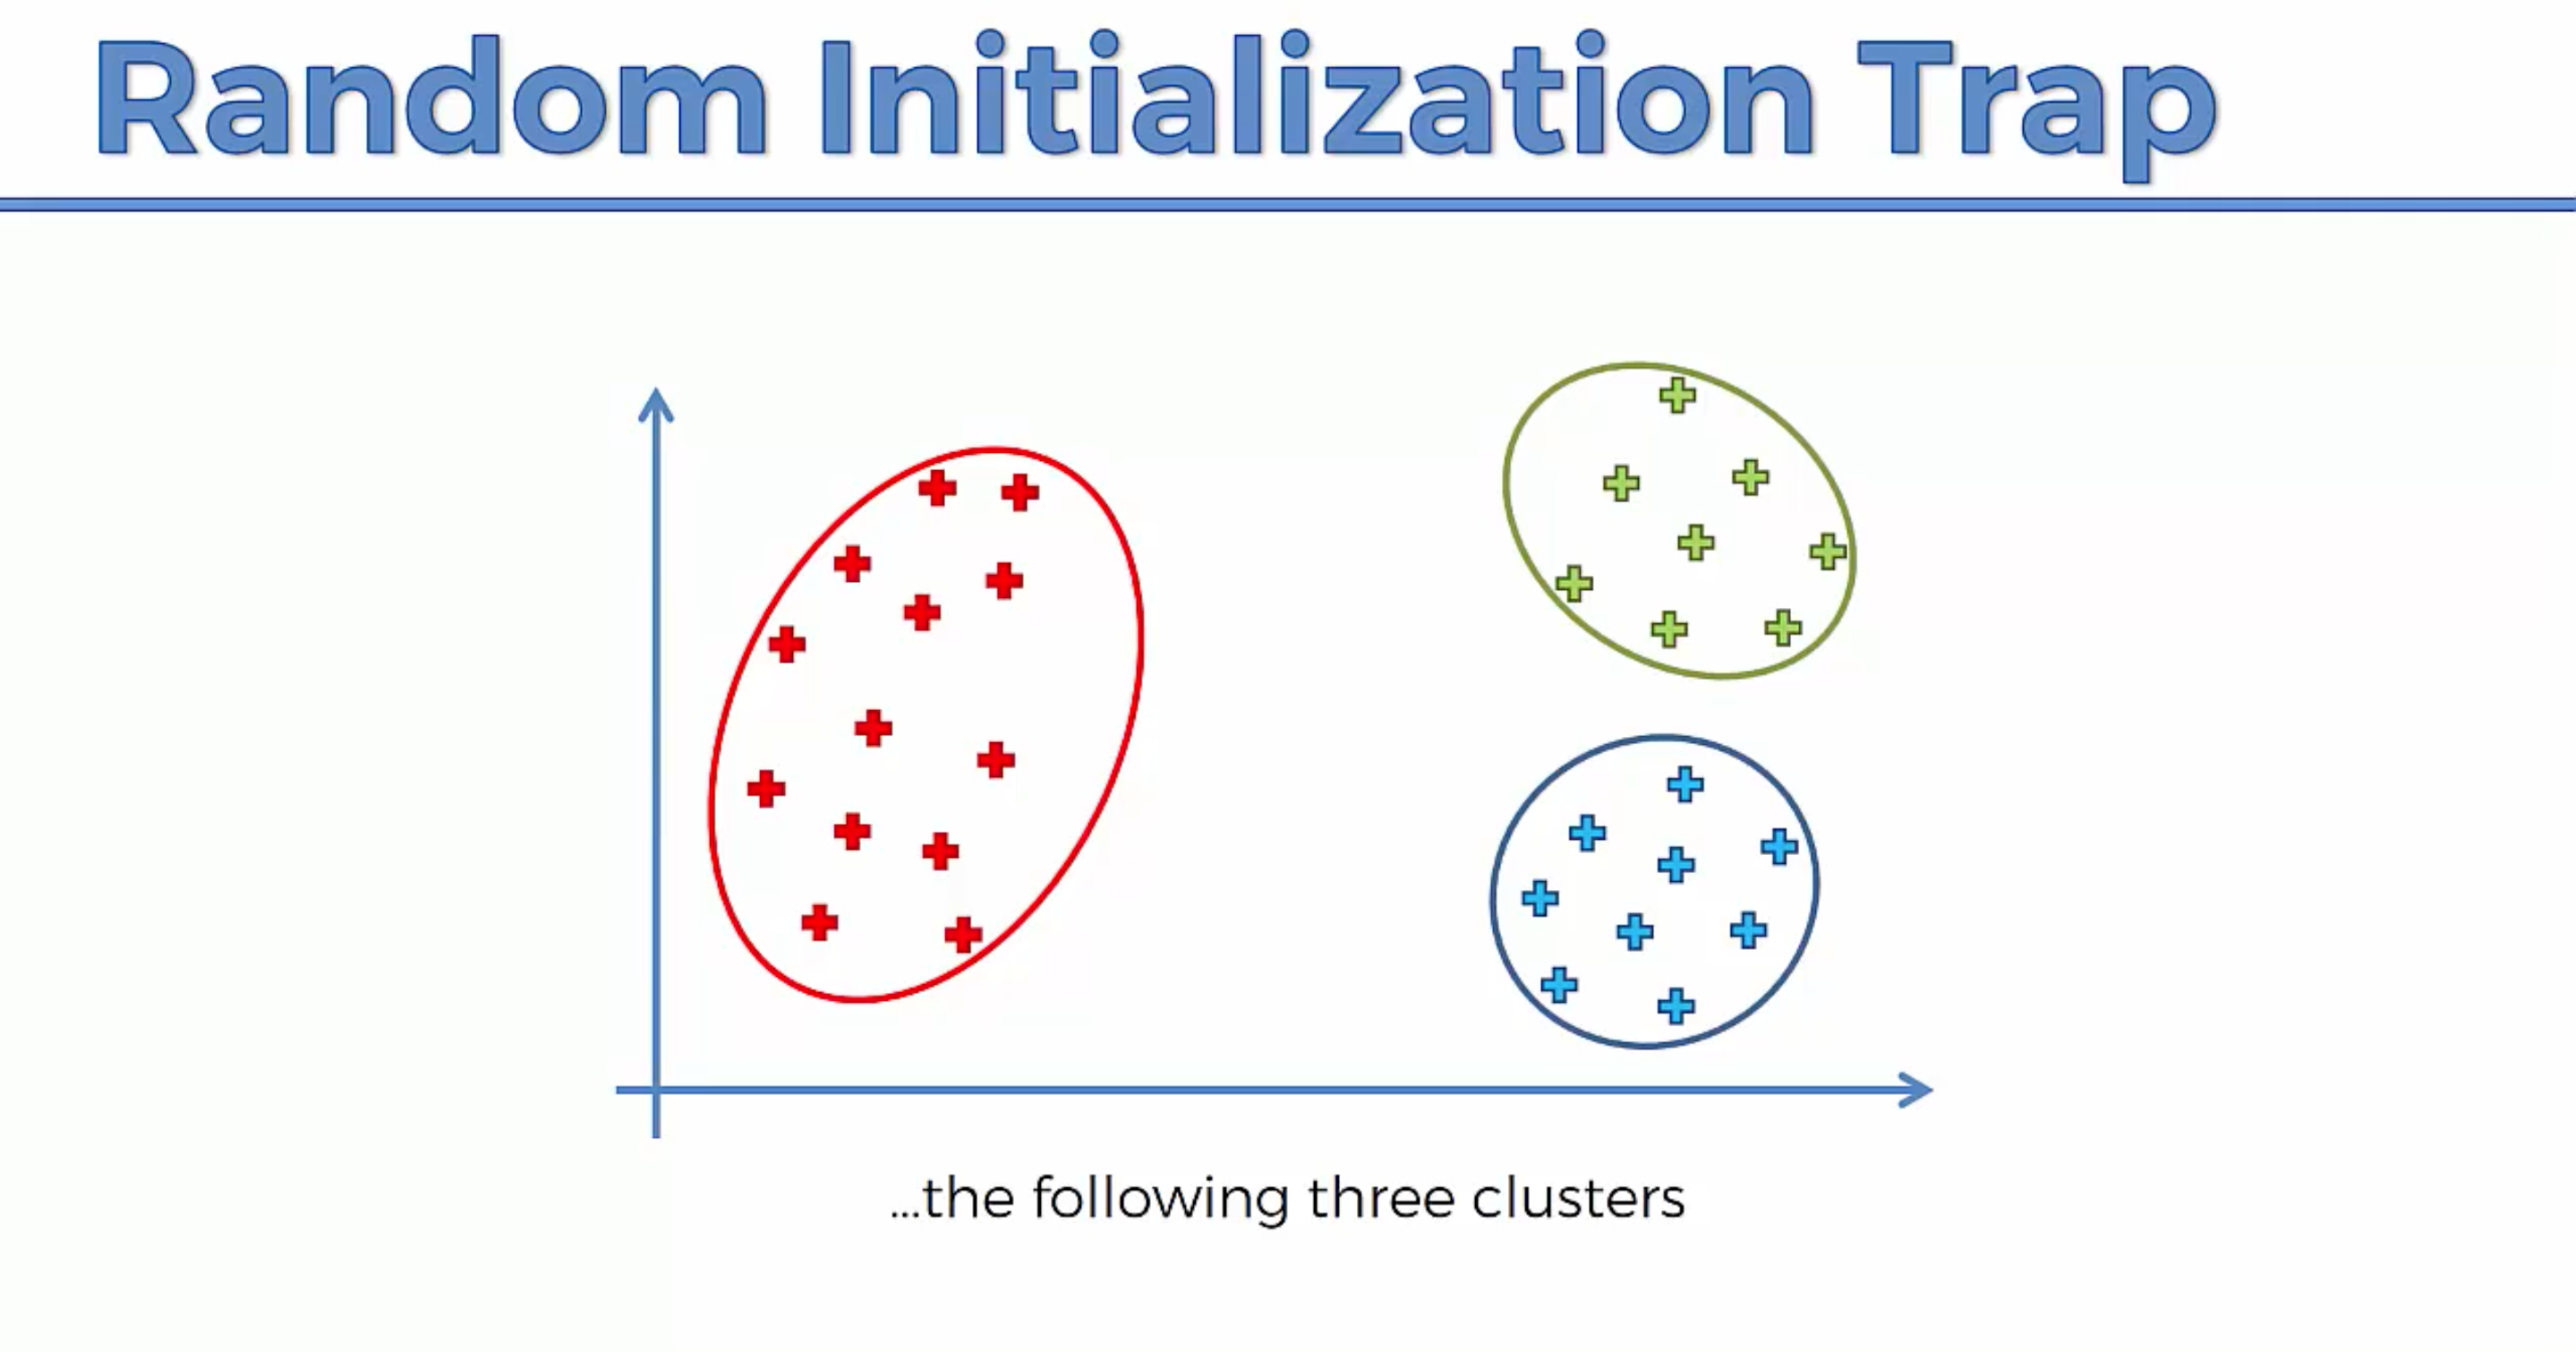 Random Initialization Trap
...the following three clusters